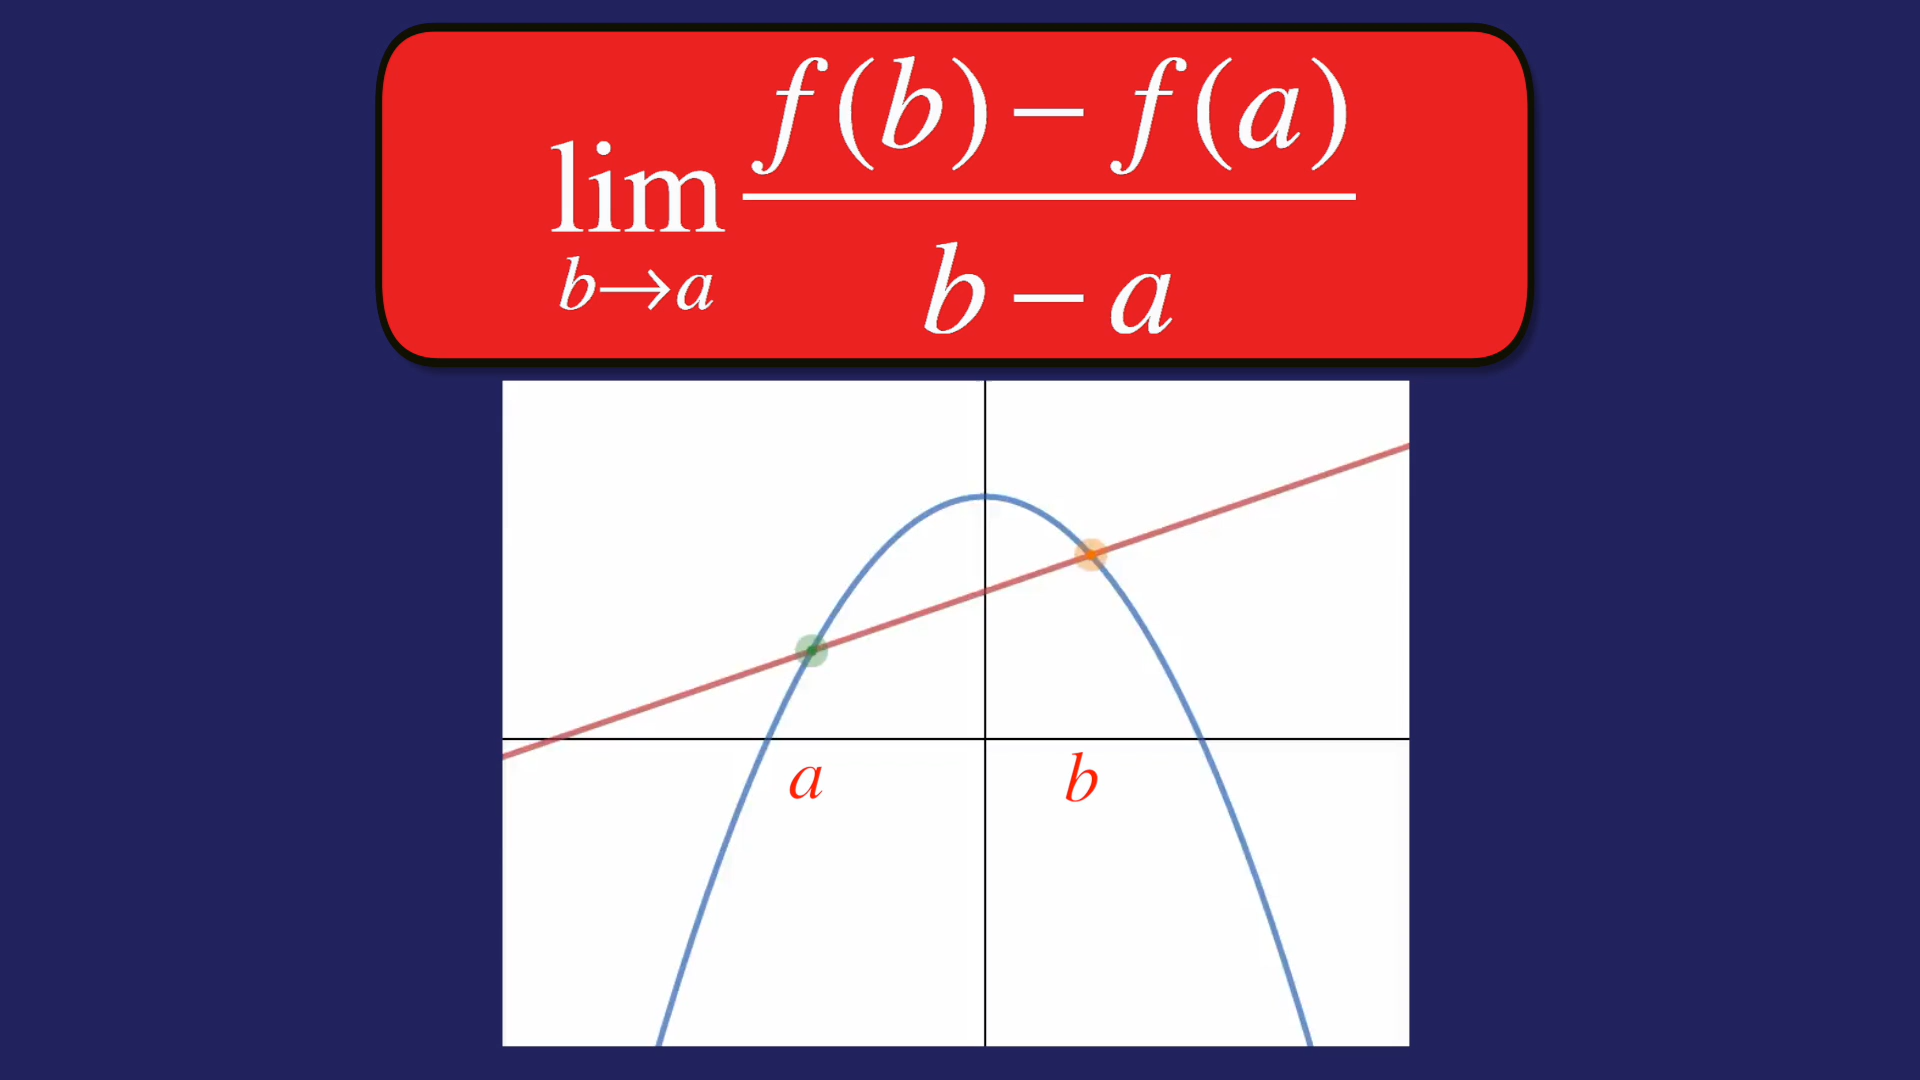 lim b→a f(b) − f(a) / b − a
a b